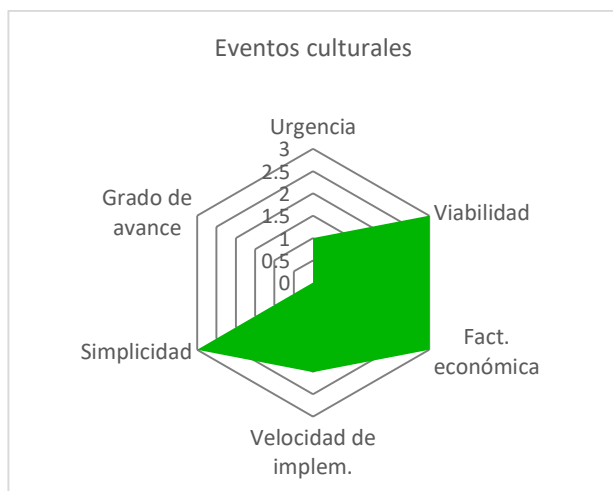 Eventos culturales
Urgencia
3
2.5
2
1.5
1
0.5
0
Grado de
avance
Viabilidad
Simplicidad
Fact.
económica
Velocidad de
implem.